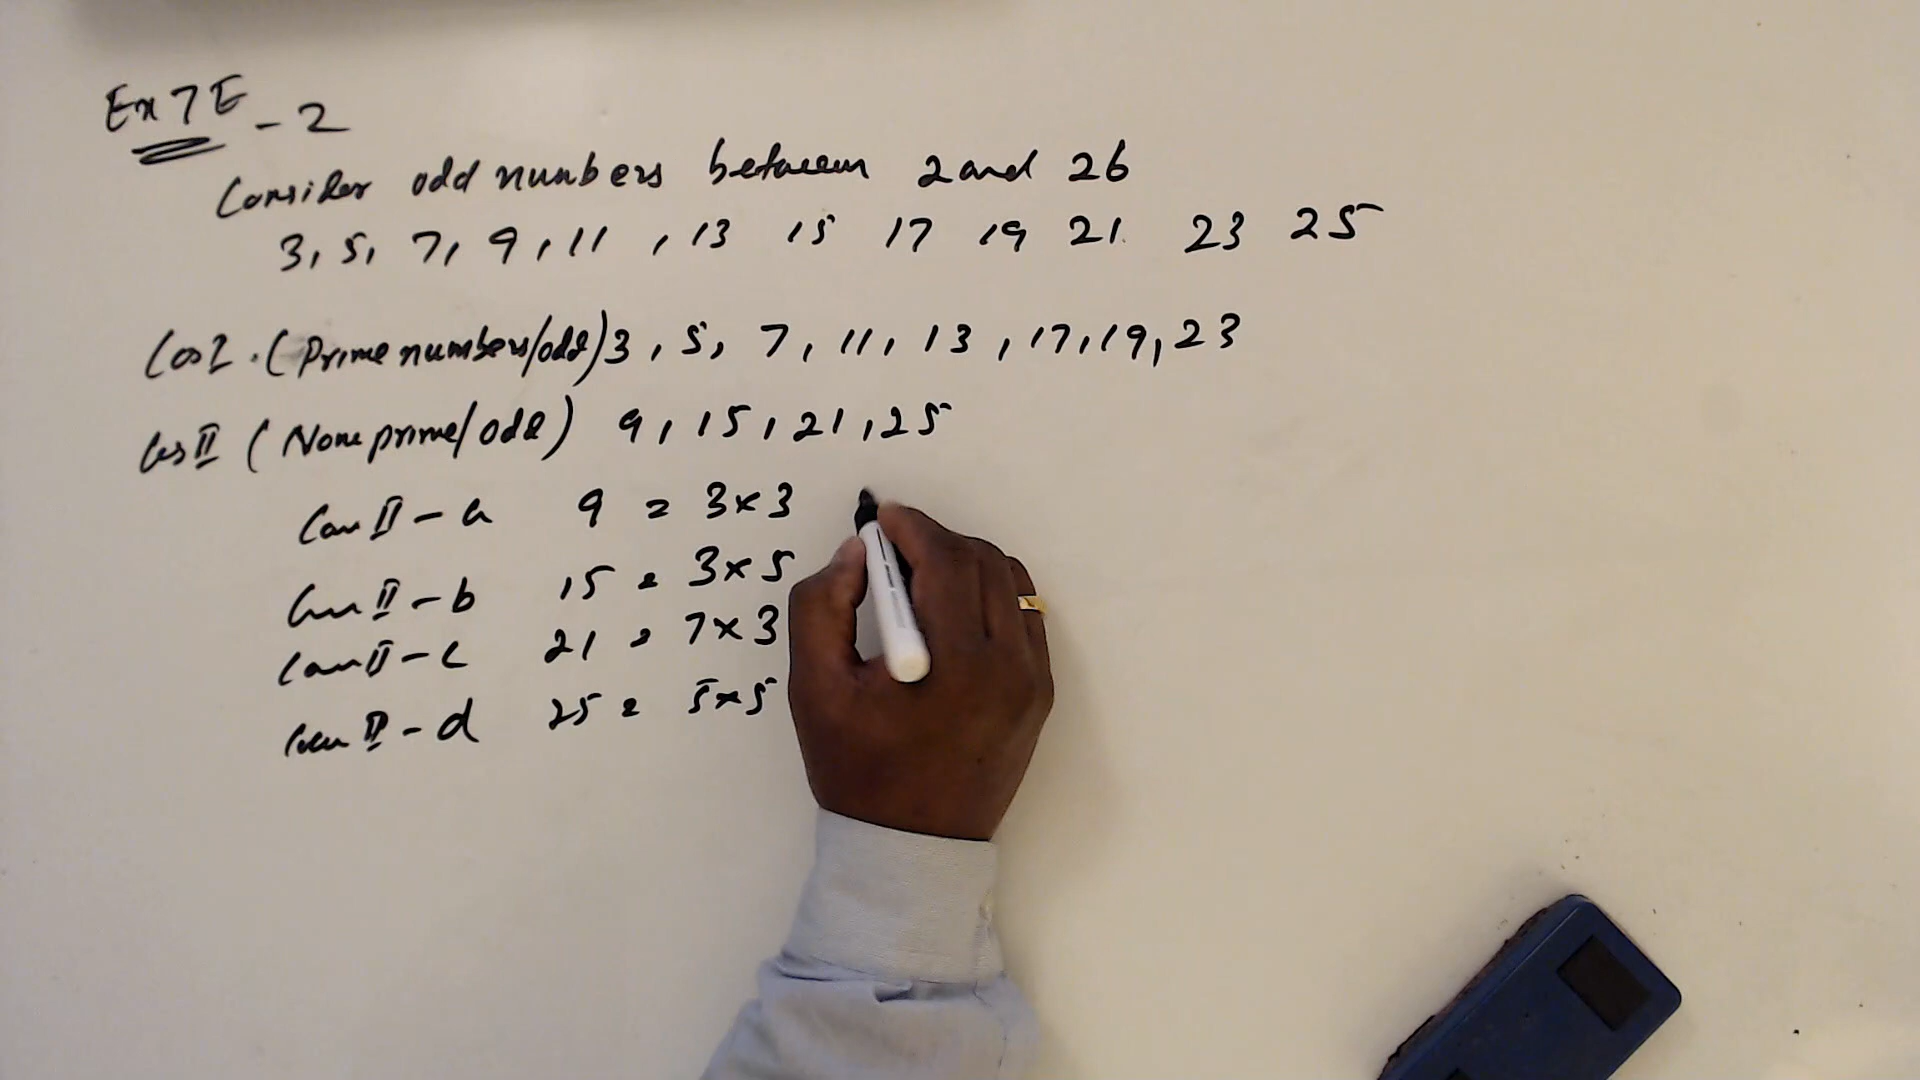 Ex 7E - 2
Consider odd numbers between 2 and 26
3, 5, 7, 9, 11, 13 15 17 19 21 23 25
(Prime numbers/odd) 3, 5, 7, 11, 13, 17, 19, 23
II (Non prime/odd) 9, 15, 21, 25
Case II - a 9 = 3×3
Case II - b 15 = 3×5
Case II - c 21 = 7×3
Case II - d 25 = 5×5